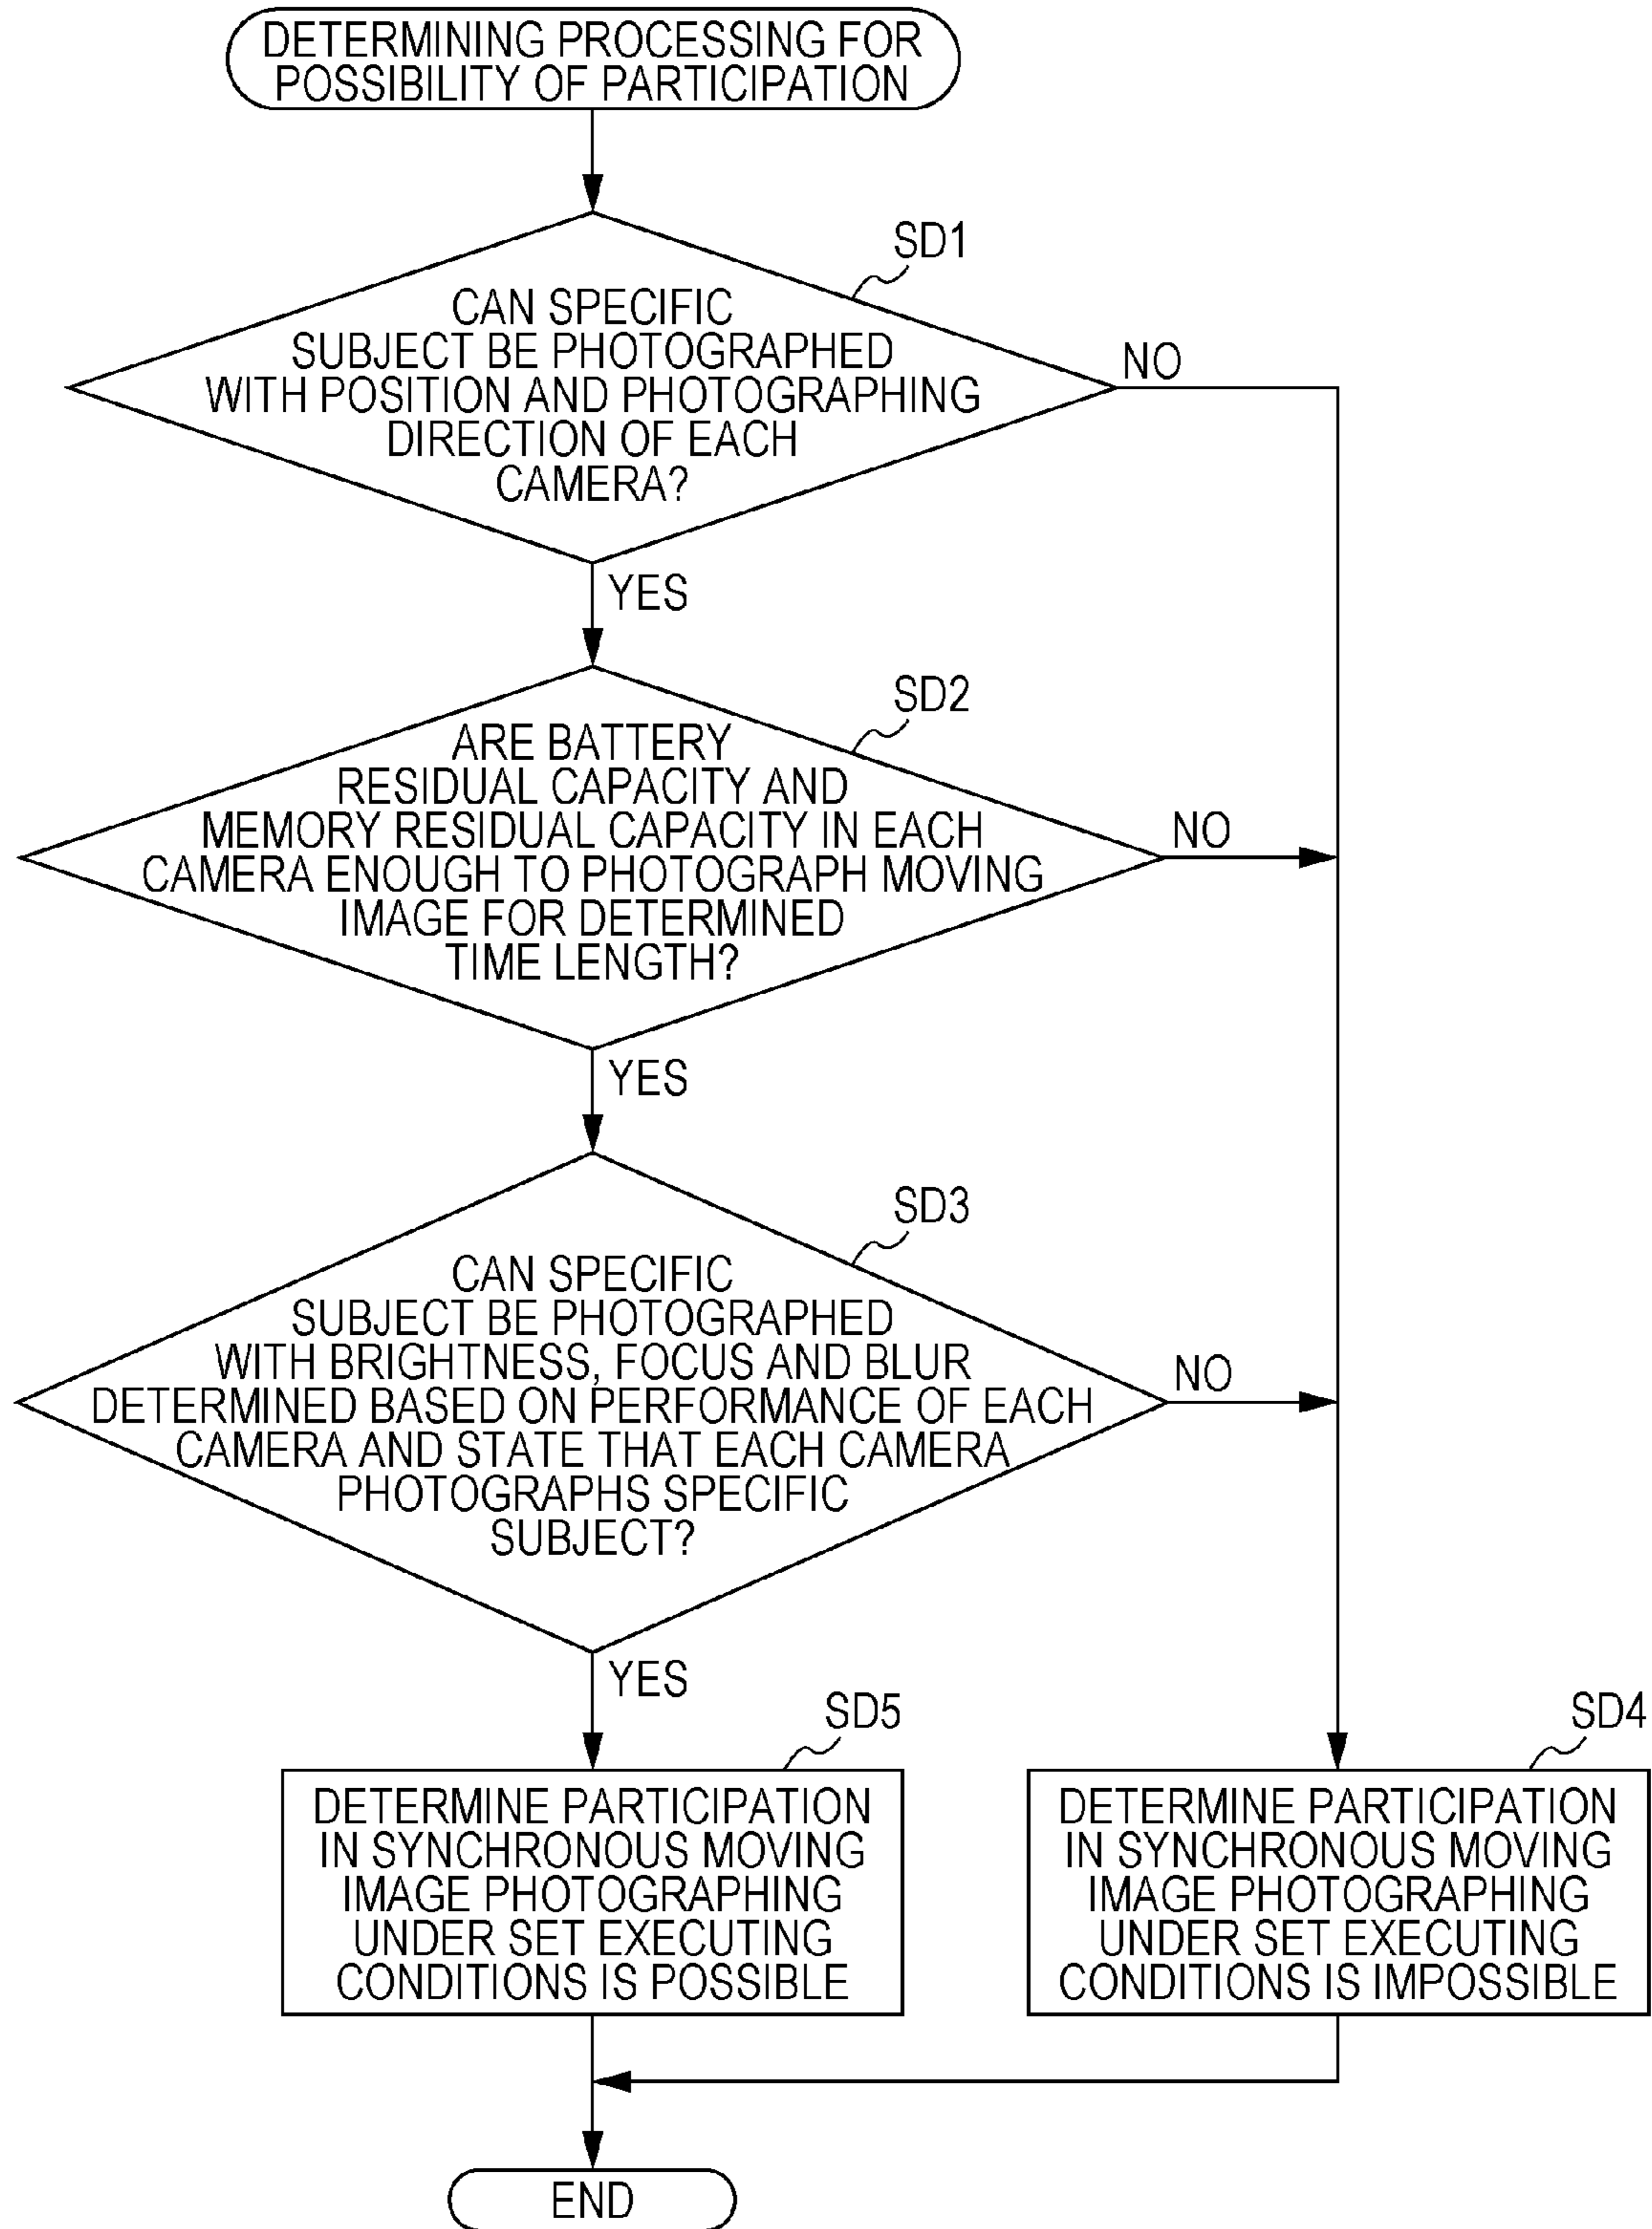 DETERMINING PROCESSING FOR
POSSIBILITY OF PARTICIPATION
SD1
CAN SPECIFIC
SUBJECT BE PHOTOGRAPHED
WITH POSITION AND PHOTOGRAPHING
DIRECTION OF EACH
CAMERA?
NO
YES
SD2
ARE BATTERY
RESIDUAL CAPACITY AND
MEMORY RESIDUAL CAPACITY IN EACH
CAMERA ENOUGH TO PHOTOGRAPH MOVING
IMAGE FOR DETERMINED
TIME LENGTH?
NO
YES
SD3
CAN SPECIFIC
SUBJECT BE PHOTOGRAPHED
WITH BRIGHTNESS, FOCUS AND BLUR
DETERMINED BASED ON PERFORMANCE OF EACH
CAMERA AND STATE THAT EACH CAMERA
PHOTOGRAPHS SPECIFIC
SUBJECT?
NO
YES
SD5
DETERMINE PARTICIPATION
IN SYNCHRONOUS MOVING
IMAGE PHOTOGRAPHING
UNDER SET EXECUTING
CONDITIONS IS POSSIBLE
SD4
DETERMINE PARTICIPATION
IN SYNCHRONOUS MOVING
IMAGE PHOTOGRAPHING
UNDER SET EXECUTING
CONDITIONS IS IMPOSSIBLE
END